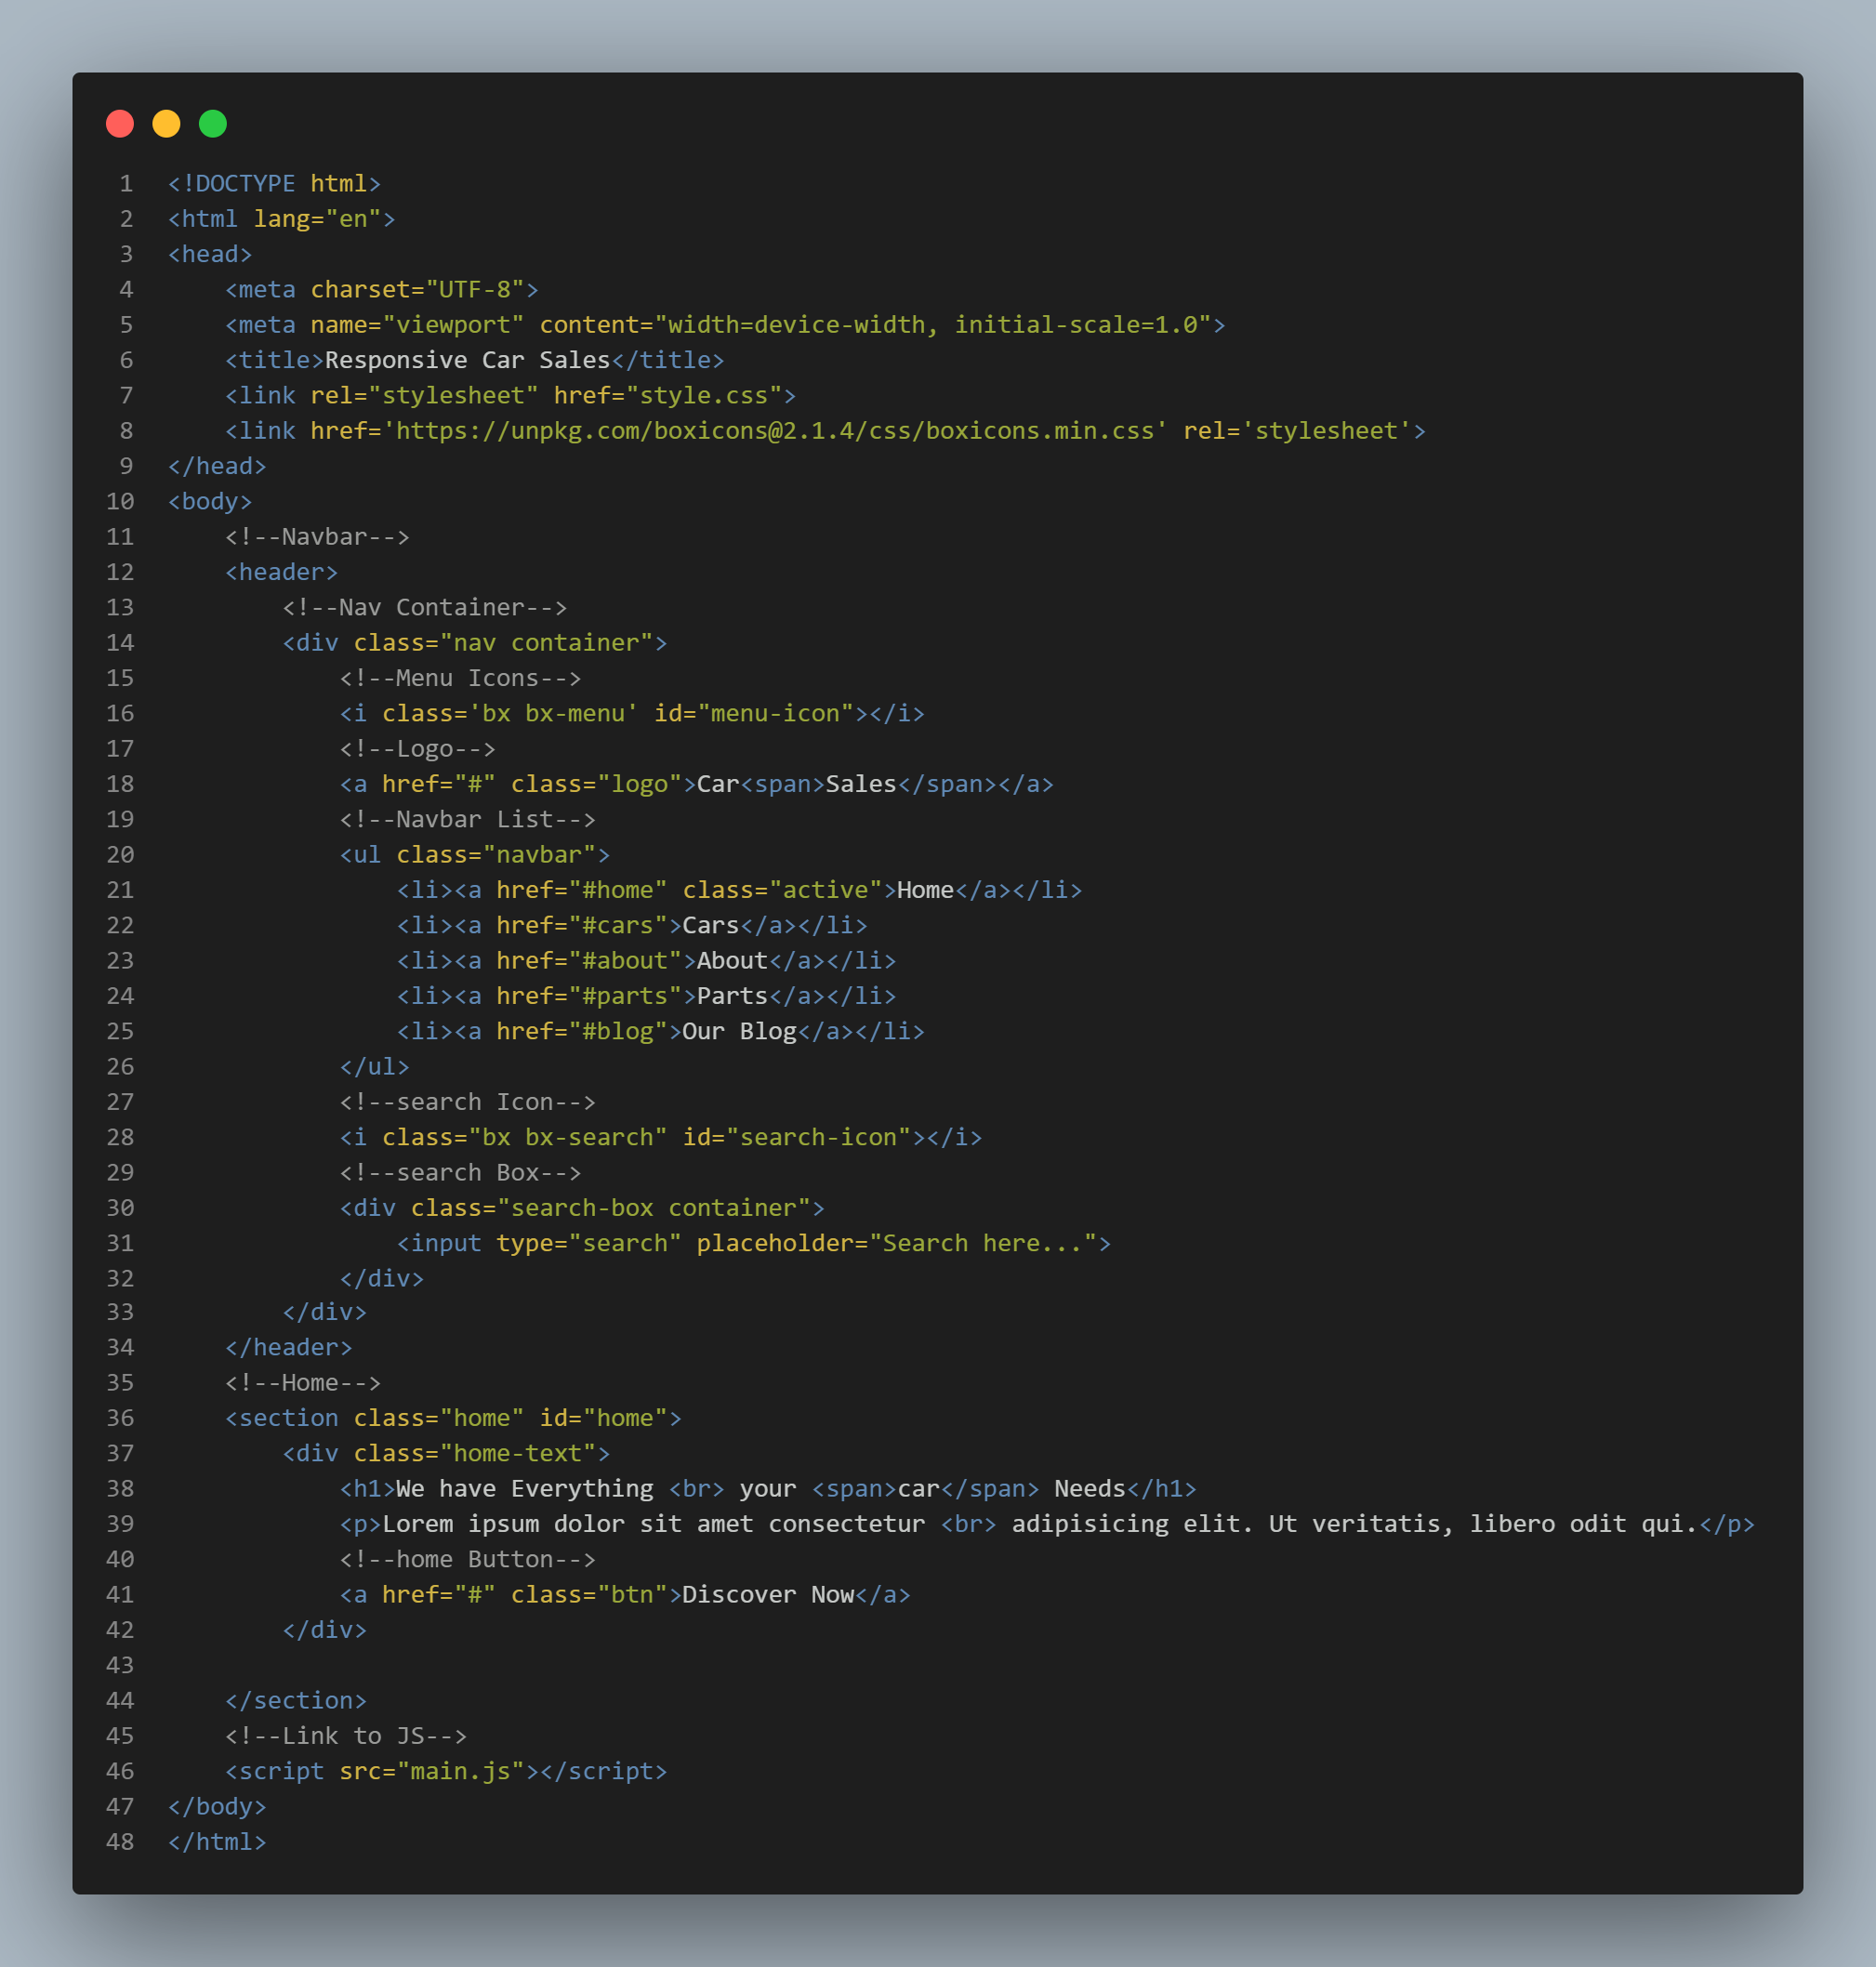 1 <!DOCTYPE html>
2 <html lang="en">
3 <head>
4     <meta charset="UTF-8">
5     <meta name="viewport" content="width=device-width, initial-scale=1.0">
6     <title>Responsive Car Sales</title>
7     <link rel="stylesheet" href="style.css">
8     <link href='https://unpkg.com/boxicons@2.1.4/css/boxicons.min.css' rel='stylesheet'>
9 </head>
10 <body>
11     <!--Navbar-->
12     <header>
13         <!--Nav Container-->
14         <div class="nav container">
15             <!--Menu Icons-->
16             <i class='bx bx-menu' id="menu-icon"></i>
17             <!--Logo-->
18             <a href="#" class="logo">Car<span>Sales</span></a>
19             <!--Navbar List-->
20             <ul class="navbar">
21                 <li><a href="#home" class="active">Home</a></li>
22                 <li><a href="#cars">Cars</a></li>
23                 <li><a href="#about">About</a></li>
24                 <li><a href="#parts">Parts</a></li>
25                 <li><a href="#blog">Our Blog</a></li>
26             </ul>
27             <!--search Icon-->
28             <i class="bx bx-search" id="search-icon"></i>
29             <!--search Box-->
30             <div class="search-box container">
31                 <input type="search" placeholder="Search here...">
32             </div>
33         </div>
34     </header>
35     <!--Home-->
36     <section class="home" id="home">
37         <div class="home-text">
38             <h1>We have Everything <br> your <span>car</span> Needs</h1>
39             <p>Lorem ipsum dolor sit amet consectetur <br> adipisicing elit. Ut veritatis, libero odit qui.</p>
40             <!--home Button-->
41             <a href="#" class="btn">Discover Now</a>
42         </div>
43
44     </section>
45     <!--Link to JS-->
46     <script src="main.js"></script>
47 </body>
48 </html>